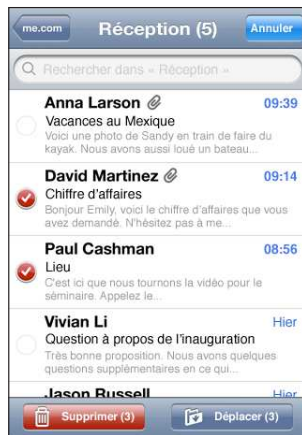 me.com
Réception (5)
Annuler
Rechercher dans « Réception »
Anna Larson 09:39
Vacances au Mexique
Voici une photo de Sandy en train de faire du
kayak. Nous avons aussi loué un bateau...
David Martinez 09:14
Chiffre d'affaires
Bonjour Emily, voici le chiffre d'affaires que vous
avez demandé. N'hésitez pas à me...
Paul Cashman 08:56
Lieu
C'est ici que nous tournons la vidéo pour le
séminaire. Appelez le...
Vivian Li Hier
Question à propos de l'inauguration
Très bonne proposition. Nous avons quelques
questions supplémentaires en ce qui...
Jason Russell Hier
Supprimer (3)
Déplacer (3)